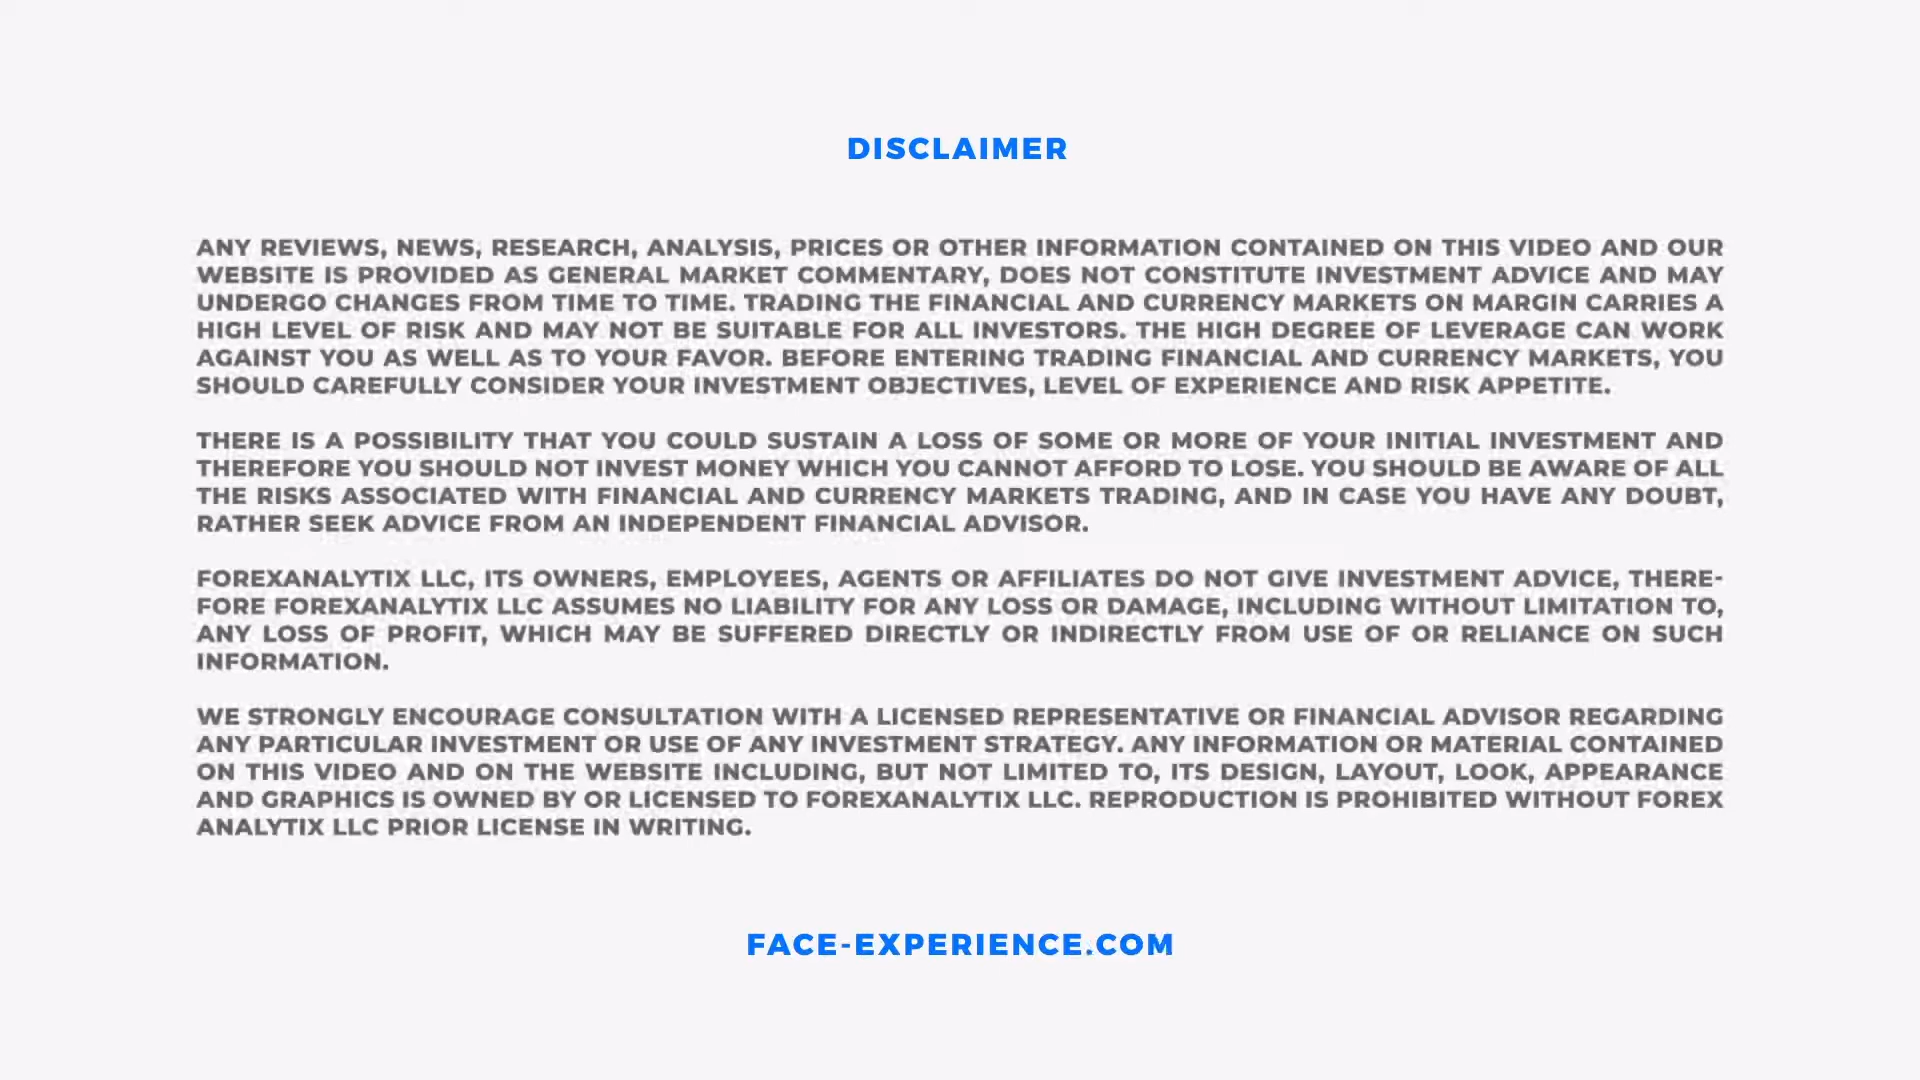 DISCLAIMER
ANY REVIEWS, NEWS, RESEARCH, ANALYSIS, PRICES OR OTHER INFORMATION CONTAINED ON THIS VIDEO AND OUR
WEBSITE IS PROVIDED AS GENERAL MARKET COMMENTARY, DOES NOT CONSTITUTE INVESTMENT ADVICE AND MAY
UNDERGO CHANGES FROM TIME TO TIME. TRADING THE FINANCIAL AND CURRENCY MARKETS ON MARGIN CARRIES A
HIGH LEVEL OF RISK AND MAY NOT BE SUITABLE FOR ALL INVESTORS. THE HIGH DEGREE OF LEVERAGE CAN WORK
AGAINST YOU AS WELL AS TO YOUR FAVOR. BEFORE ENTERING TRADING FINANCIAL AND CURRENCY MARKETS, YOU
SHOULD CAREFULLY CONSIDER YOUR INVESTMENT OBJECTIVES, LEVEL OF EXPERIENCE AND RISK APPETITE.
THERE IS A POSSIBILITY THAT YOU COULD SUSTAIN A LOSS OF SOME OR MORE OF YOUR INITIAL INVESTMENT AND
THEREFORE YOU SHOULD NOT INVEST MONEY WHICH YOU CANNOT AFFORD TO LOSE. YOU SHOULD BE AWARE OF ALL
THE RISKS ASSOCIATED WITH FINANCIAL AND CURRENCY MARKETS TRADING, AND IN CASE YOU HAVE ANY DOUBT,
RATHER SEEK ADVICE FROM AN INDEPENDENT FINANCIAL ADVISOR.
FOREXANALYTIX LLC, ITS OWNERS, EMPLOYEES, AGENTS OR AFFILIATES DO NOT GIVE INVESTMENT ADVICE, THERE-
FORE FOREXANALYTIX LLC ASSUMES NO LIABILITY FOR ANY LOSS OR DAMAGE, INCLUDING WITHOUT LIMITATION TO,
ANY LOSS OF PROFIT, WHICH MAY BE SUFFERED DIRECTLY OR INDIRECTLY FROM USE OF OR RELIANCE ON SUCH
INFORMATION.
WE STRONGLY ENCOURAGE CONSULTATION WITH A LICENSED REPRESENTATIVE OR FINANCIAL ADVISOR REGARDING
ANY PARTICULAR INVESTMENT OR USE OF ANY INVESTMENT STRATEGY. ANY INFORMATION OR MATERIAL CONTAINED
ON THIS VIDEO AND ON THE WEBSITE INCLUDING, BUT NOT LIMITED TO, ITS DESIGN, LAYOUT, LOOK, APPEARANCE
AND GRAPHICS IS OWNED BY OR LICENSED TO FOREXANALYTIX LLC. REPRODUCTION IS PROHIBITED WITHOUT FOREX
ANALYTIX LLC PRIOR LICENSE IN WRITING.
FACE-EXPERIENCE.COM